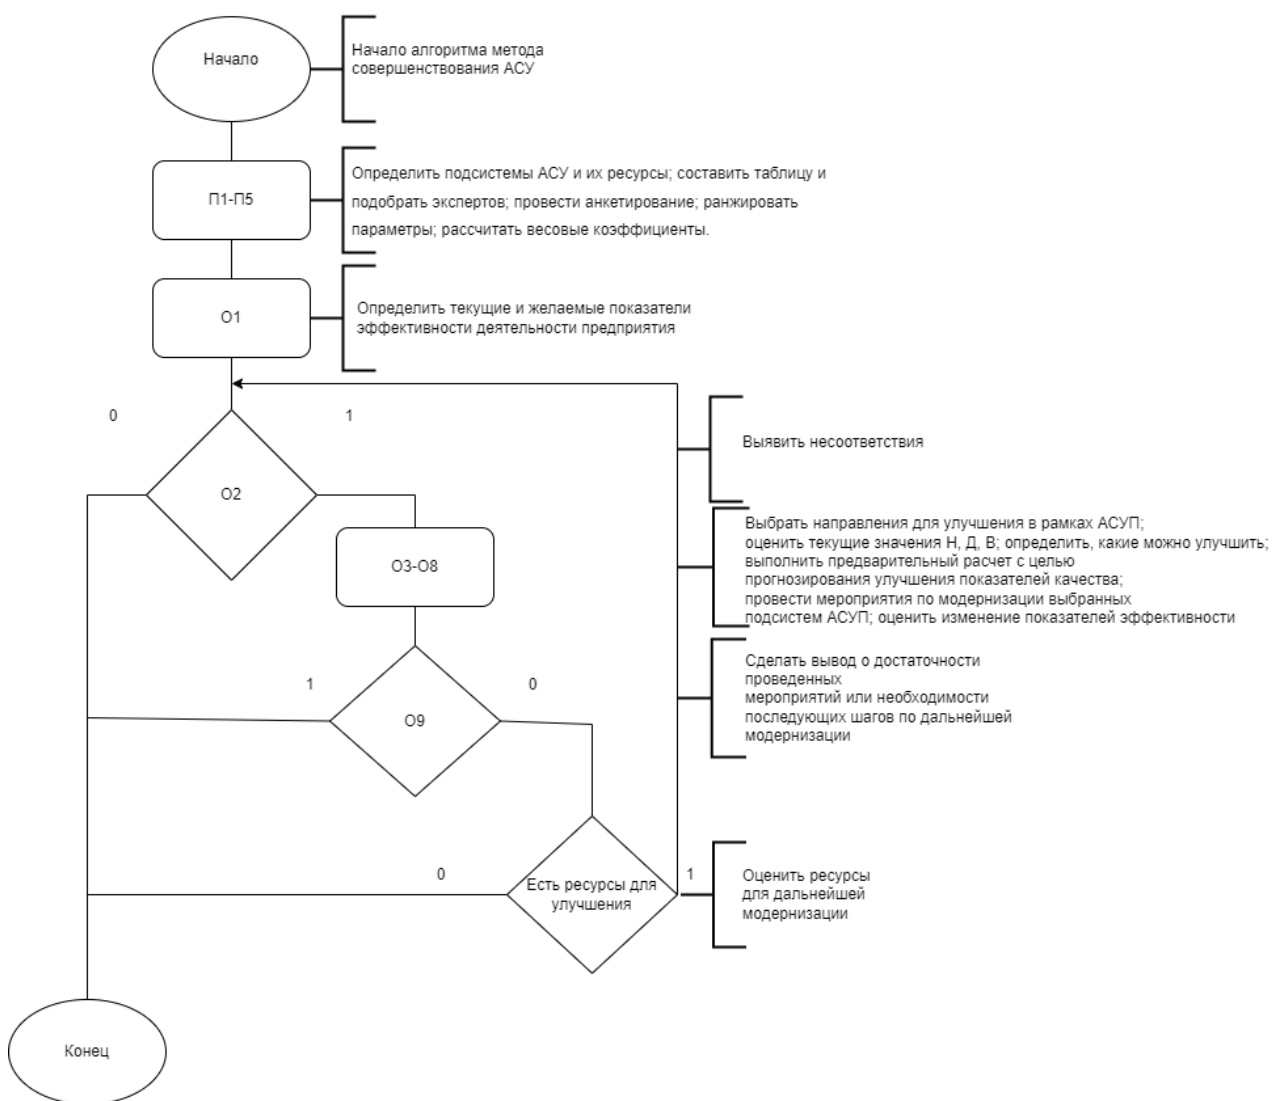 Начало
Начало алгоритма метода
совершенствования АСУ
П1-П5
Определить подсистемы АСУ и их ресурсы; составить таблицу и
подобрать экспертов; провести анкетирование; ранжировать
параметры; рассчитать весовые коэффициенты.
О1
Определить текущие и желаемые показатели
эффективности деятельности предприятия
0
1
О2
Выявить несоответствия
О3-О8
Выбрать направления для улучшения в рамках АСУП;
оценить текущие значения Н, Д, В; определить, какие можно улучшить;
выполнить предварительный расчет с целью
прогнозирования улучшения показателей качества;
провести мероприятия по модернизации выбранных
подсистем АСУП; оценить изменение показателей эффективности
1
0
О9
Сделать вывод о достаточности
проведенных
мероприятий или необходимости
последующих шагов по дальнейшей
модернизации
0
Есть ресурсы для
улучшения
1
Оценить ресурсы
для дальнейшей
модернизации
Конец